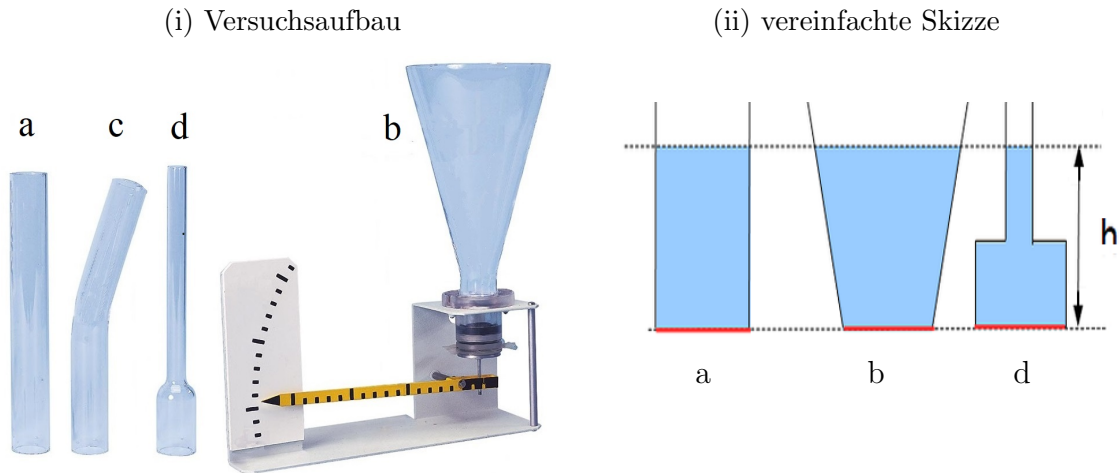 (i) Versuchsaufbau
(ii) vereinfachte Skizze
a
c
d
b
h
a
b
d